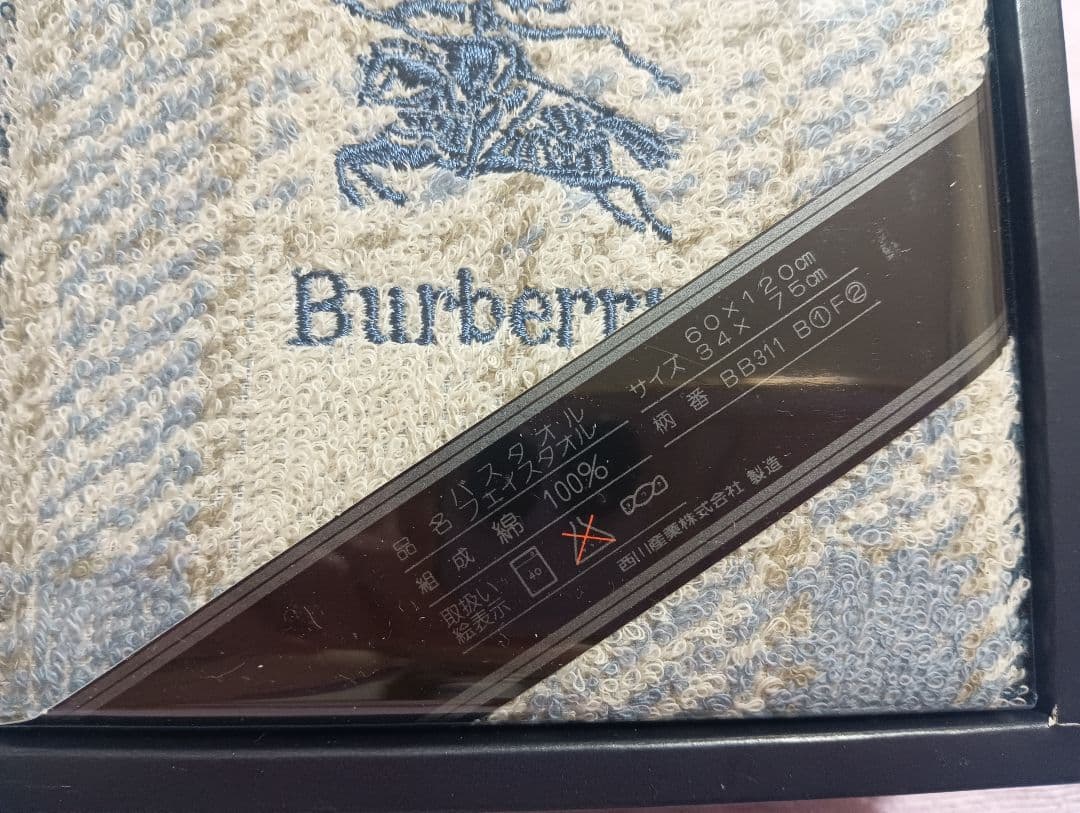 Burberry
品名 バスタオル
フェイスタオル
組成 綿 100%
取扱い
絵表示
40
サイズ 60×120㎝
34× 75㎝
柄番 BB311 B①F②
西川産業株式会社 製造